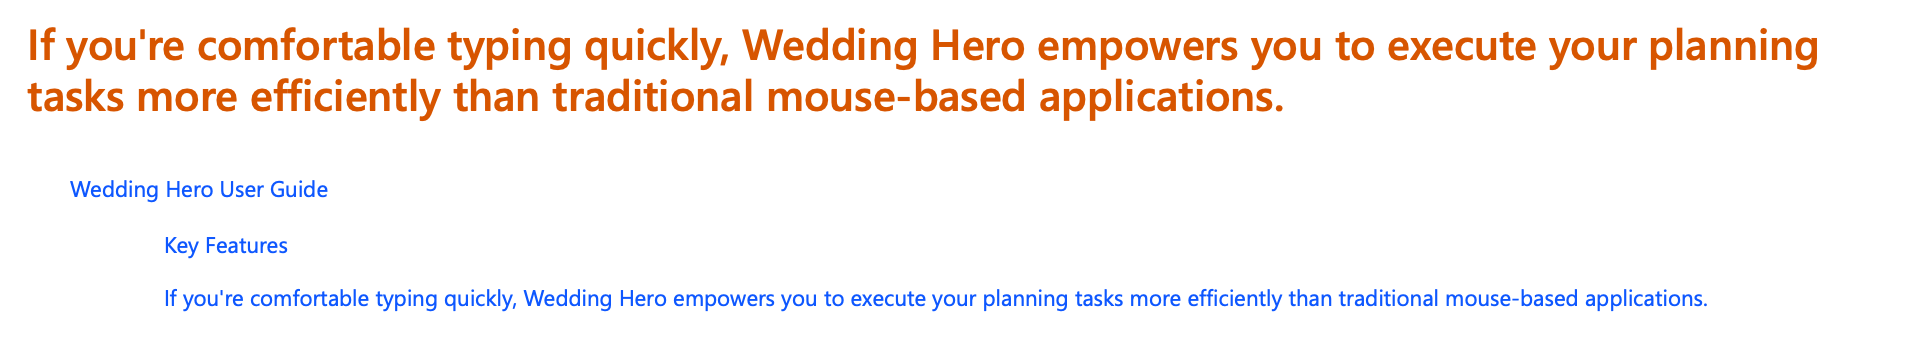 If you're comfortable typing quickly, Wedding Hero empowers you to execute your planning
tasks more efficiently than traditional mouse-based applications.
Wedding Hero User Guide
Key Features
If you're comfortable typing quickly, Wedding Hero empowers you to execute your planning tasks more efficiently than traditional mouse-based applications.